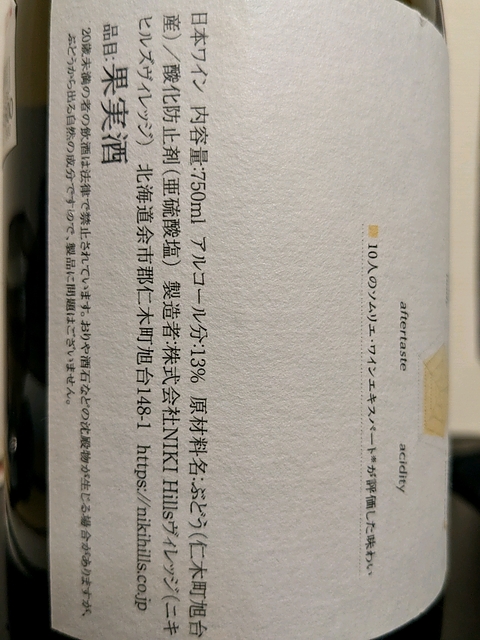 aftertaste acidity
10人のソムリエ・ワインエキスパート®が評価した味わい
日本ワイン 内容量:750ml アルコール分:13% 原材料名:ぶどう(仁木町旭台
産)／酸化防止剤(亜硫酸塩) 製造者:株式会社NIKI Hillsヴィレッジ(ニキ
ヒルズヴィレッジ) 北海道余市郡仁木町旭台148-1 https://nikihills.co.jp
品目:果実酒
20歳未満の者の飲酒は法律で禁止されています。おりや酒石などの沈殿物が生じる場合がありますが、
ぶどうから出る自然の成分ですので、製品に問題はございません。